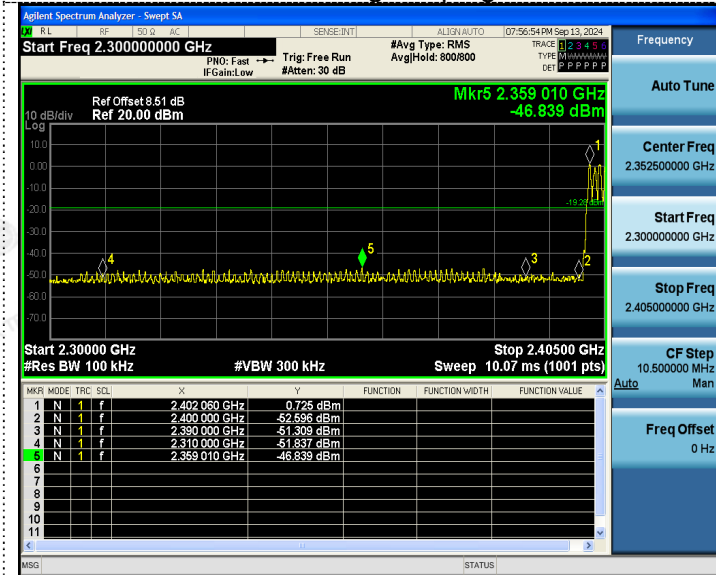 Agilent Spectrum Analyzer - Swept SA
RL RF 50 Ω AC SENSE:INT ALIGN AUTO 07:56:54 PM Sep 13, 2024
Start Freq 2.300000000 GHz
PNO: Fast
IFGain:Low
Trig: Free Run
#Atten: 30 dB
#Avg Type: RMS
Avg|Hold: 800/800
TRACE 1 2 3 4 5 6
TYPE M
DET P P P P P P
Frequency
Ref Offset 8.51 dB
10 dB/div Ref 20.00 dBm
Log
Mkr5 2.359 010 GHz
-46.839 dBm
10.0
0.00
-10.0
-20.0
-30.0
-40.0
-50.0
-60.0
-70.0
1
4
5
3
2
Start 2.30000 GHz Stop 2.40500 GHz
#Res BW 100 kHz #VBW 300 kHz Sweep 10.07 ms (1001 pts)
MKR MODE TRC SCL X Y FUNCTION FUNCTION WIDTH FUNCTION VALUE
1 N 1 f 2.402 060 GHz 0.725 dBm
2 N 1 f 2.400 000 GHz -52.596 dBm
3 N 1 f 2.390 000 GHz -51.309 dBm
4 N 1 f 2.310 000 GHz -51.837 dBm
5 N 1 f 2.359 010 GHz -46.839 dBm
6
7
8
9
10
11
MSG STATUS
Auto Tune
Center Freq
2.352500000 GHz
Start Freq
2.300000000 GHz
Stop Freq
2.405000000 GHz
CF Step
10.500000 MHz
Auto Man
Freq Offset
0 Hz